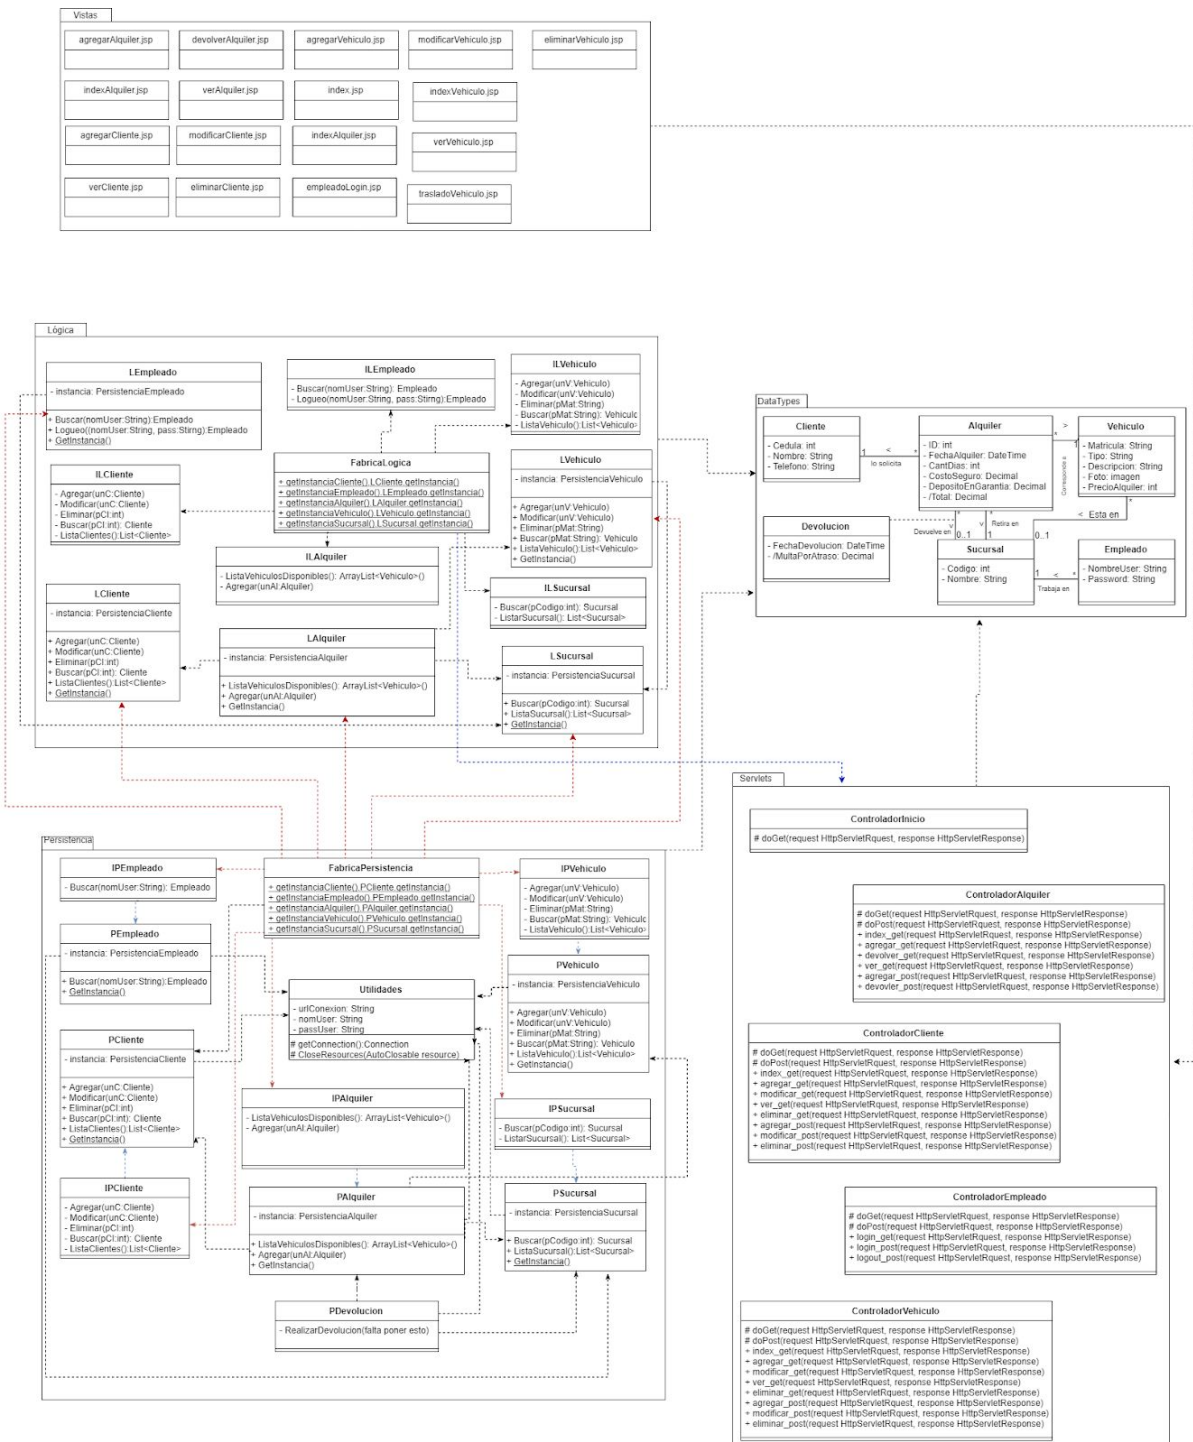 Vistas
agregarAlquiler.jsp
devolverAlquiler.jsp
agregarVehiculo.jsp
modificarVehiculo.jsp
eliminarVehiculo.jsp
indexAlquiler.jsp
verAlquiler.jsp
index.jsp
indexVehiculo.jsp
agregarCliente.jsp
modificarCliente.jsp
indexAlquiler.jsp
verVehiculo.jsp
verCliente.jsp
eliminarCliente.jsp
empleadoLogin.jsp
trasladoVehiculo.jsp
Lógica
LEmpleado
- instancia: PersistenciaEmpleado
+ Buscar(nomUser:String):Empleado
+ Logueo((nomUser:String, pass:Stirng):Empleado
+ GetInstancia()
ILEmpleado
- Buscar(nomUser:String): Empleado
- Logueo(nomUser:String, pass:Stirng):Empleado
ILVehiculo
- Agregar(unV:Vehiculo)
- Modificar(unV:Vehiculo)
- Eliminar(pMat:String)
- Buscar(pMat:String): Vehiculo
- ListaVehiculo():List<Vehiculo>
ILCliente
- Agregar(unC:Cliente)
- Modificar(unC:Cliente)
- Eliminar(pCI:int)
- Buscar(pCI:int): Cliente
- ListaClientes():List<Cliente>
FabricaLogica
+ getInstanciaCliente().LCliente.getInstancia()
+ getInstanciaEmpleado().LEmpleado.getInstancia()
+ getInstanciaAlquiler().LAlquiler.getInstancia()
+ getInstanciaVehiculo().LVehiculo.getInstancia()
+ getInstanciaSucursal().LSucursal.getInstancia()
LVehiculo
- instancia: PersistenciaVehiculo
+ Agregar(unV:Vehiculo)
+ Modificar(unV:Vehiculo)
+ Eliminar(pMat:String)
+ Buscar(pMat:String): Vehiculo
+ ListaVehiculo():List<Vehiculo>
+ GetInstancia()
ILAlquiler
- ListaVehiculosDisponibles(): ArrayList<Vehiculo>()
- Agregar(unAl:Alquiler)
ILSucursal
- Buscar(pCodigo:int): Sucursal
- ListarSucursal(): List<Sucursal>
LCliente
- instancia: PersistenciaCliente
+ Agregar(unC:Cliente)
+ Modificar(unC:Cliente)
+ Eliminar(pCI:int)
+ Buscar(pCI:int): Cliente
+ ListaClientes():List<Cliente>
+ GetInstancia()
LAlquiler
- instancia: PersistenciaAlquiler
+ ListaVehiculosDisponibles(): ArrayList<Vehiculo>()
+ Agregar(unAl:Alquiler)
+ GetInstancia()
LSucursal
- instancia: PersistenciaSucursal
+ Buscar(pCodigo:int): Sucursal
+ ListaSucursal():List<Sucursal>
+ GetInstancia()
DataTypes
Cliente
- Cedula: int
- Nombre: String
- Telefono: String
1 < *
lo solicita
Alquiler
- ID: int
- FechaAlquiler: DateTime
- CantDias: int
- CostoSeguro: Decimal
- DepositoEnGarantia: Decimal
- /Total: Decimal
>
* 1
Corresponde a
Vehiculo
- Matricula: String
- Tipo: String
- Descripcion: String
- Foto: imagen
- PrecioAlquiler: int
Devolucion
- FechaDevolucion: DateTime
- /MultaPorAtraso: Decimal
* *
v v
Devuelve en
Retira en
0..1 1
*
< Esta en
0..1
Sucursal
- Codigo: int
- Nombre: String
1 < *
Trabaja en
Empleado
- NombreUser: String
- Password: String
Persistencia
IPEmpleado
- Buscar(nomUser:String): Empleado
FabricaPersistencia
+ getInstanciaCliente().PCliente.getInstancia()
+ getInstanciaEmpleado().PEmpleado.getInstancia()
+ getInstanciaAlquiler().PAlquiler.getInstancia()
+ getInstanciaVehiculo().PVehiculo.getInstancia()
+ getInstanciaSucursal().PSucursal.getInstancia()
IPVehiculo
- Agregar(unV:Vehiculo)
- Modificar(unV:Vehiculo)
- Eliminar(pMat:String)
- Buscar(pMat:String): Vehiculo
- ListaVehiculo():List<Vehiculo>
PEmpleado
- instancia: PersistenciaEmpleado
+ Buscar(nomUser:String):Empleado
+ GetInstancia()
Utilidades
- urlConexion: String
- nomUser: String
- passUser: String
# getConnection():Connection
# CloseResources(AutoClosable resource)
PVehiculo
- instancia: PersistenciaVehiculo
+ Agregar(unV:Vehiculo)
+ Modificar(unV:Vehiculo)
+ Eliminar(pMat:String)
+ Buscar(pMat:String): Vehiculo
+ ListaVehiculo():List<Vehiculo>
+ GetInstancia()
PCliente
- instancia: PersistenciaCliente
+ Agregar(unC:Cliente)
+ Modificar(unC:Cliente)
+ Eliminar(pCI:int)
+ Buscar(pCI:int): Cliente
+ ListaClientes():List<Cliente>
+ GetInstancia()
IPAlquiler
- ListaVehiculosDisponibles(): ArrayList<Vehiculo>()
- Agregar(unAl:Alquiler)
IPSucursal
- Buscar(pCodigo:int): Sucursal
- ListarSucursal(): List<Sucursal>
IPCliente
- Agregar(unC:Cliente)
- Modificar(unC:Cliente)
- Eliminar(pCI:int)
- Buscar(pCI:int): Cliente
- ListaClientes():List<Cliente>
PAlquiler
- instancia: PersistenciaAlquiler
+ ListaVehiculosDisponibles(): ArrayList<Vehiculo>()
+ Agregar(unAl:Alquiler)
+ GetInstancia()
PSucursal
- instancia: PersistenciaSucursal
+ Buscar(pCodigo:int): Sucursal
+ ListaSucursal():List<Sucursal>
+ GetInstancia()
PDevolucion
- RealizarDevolucion(falta poner esto)
Servlets
ControladorInicio
# doGet(request HttpServletRquest, response HttpServletResponse)
ControladorAlquiler
# doGet(request HttpServletRquest, response HttpServletResponse)
# doPost(request HttpServletRquest, response HttpServletResponse)
+ index_get(request HttpServletRquest, response HttpServletResponse)
+ agregar_get(request HttpServletRquest, response HttpServletResponse)
+ devolver_get(request HttpServletRquest, response HttpServletResponse)
+ ver_get(request HttpServletRquest, response HttpServletResponse)
+ agregar_post(request HttpServletRquest, response HttpServletResponse)
+ devovler_post(request HttpServletRquest, response HttpServletResponse)
ControladorCliente
# doGet(request HttpServletRquest, response HttpServletResponse)
# doPost(request HttpServletRquest, response HttpServletResponse)
+ index_get(request HttpServletRquest, response HttpServletResponse)
+ agregar_get(request HttpServletRquest, response HttpServletResponse)
+ modificar_get(request HttpServletRquest, response HttpServletResponse)
+ ver_get(request HttpServletRquest, response HttpServletResponse)
+ eliminar_get(request HttpServletRquest, response HttpServletResponse)
+ agregar_post(request HttpServletRquest, response HttpServletResponse)
+ modificar_post(request HttpServletRquest, response HttpServletResponse)
+ eliminar_post(request HttpServletRquest, response HttpServletResponse)
ControladorEmpleado
# doGet(request HttpServletRquest, response HttpServletResponse)
# doPost(request HttpServletRquest, response HttpServletResponse)
+ login_get(request HttpServletRquest, response HttpServletResponse)
+ login_post(request HttpServletRquest, response HttpServletResponse)
+ logout_post(request HttpServletRquest, response HttpServletResponse)
ControladorVehiculo
# doGet(request HttpServletRquest, response HttpServletResponse)
# doPost(request HttpServletRquest, response HttpServletResponse)
+ index_get(request HttpServletRquest, response HttpServletResponse)
+ agregar_get(request HttpServletRquest, response HttpServletResponse)
+ modificar_get(request HttpServletRquest, response HttpServletResponse)
+ ver_get(request HttpServletRquest, response HttpServletResponse)
+ eliminar_get(request HttpServletRquest, response HttpServletResponse)
+ agregar_post(request HttpServletRquest, response HttpServletResponse)
+ modificar_post(request HttpServletRquest, response HttpServletResponse)
+ eliminar_post(request HttpServletRquest, response HttpServletResponse)